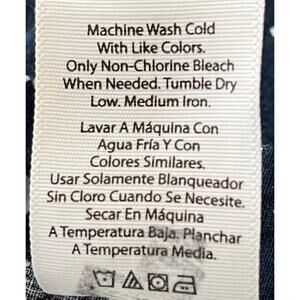 Machine Wash Cold
With Like Colors.
Only Non-Chlorine Bleach
When Needed. Tumble Dry
Low. Medium Iron.
Lavar A Máquina Con
Agua Fría Y Con
Colores Similares.
Usar Solamente Blanqueador
Sin Cloro Cuando Se Necesite.
Secar En Máquina
A Temperatura Baja. Planchar
A Temperatura Media.